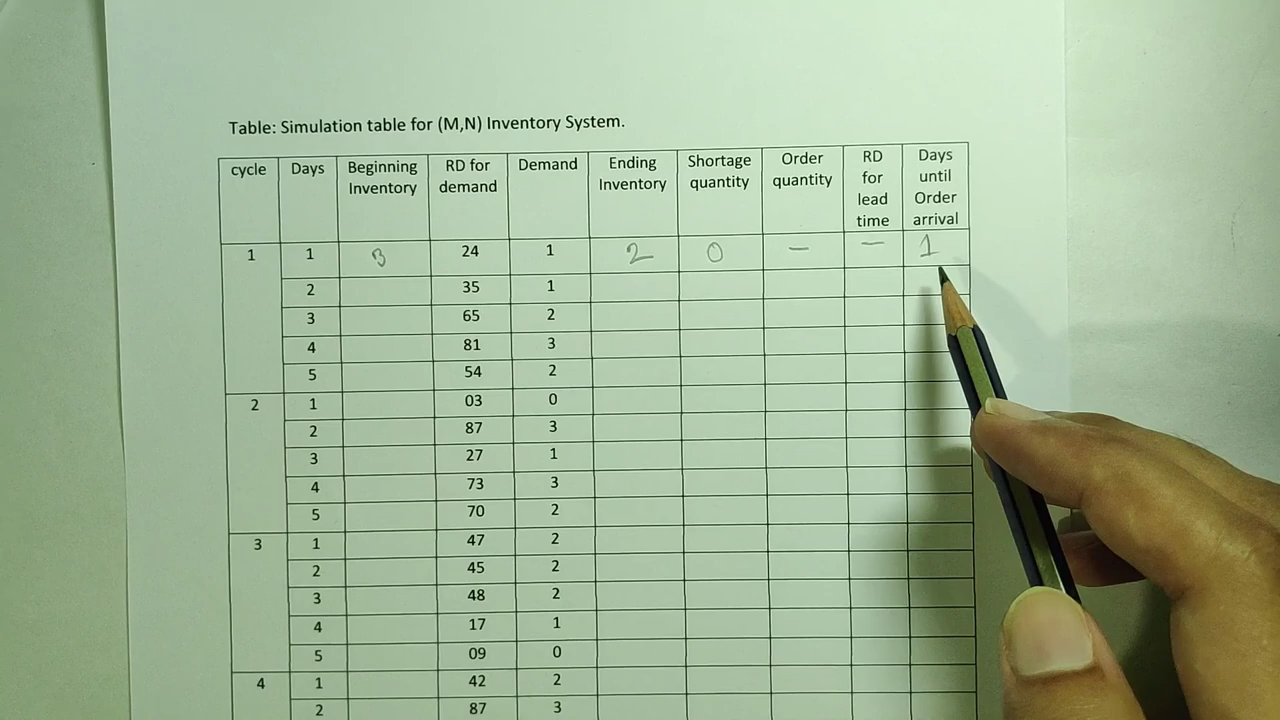 Table: Simulation table for (M,N) Inventory System.
cycle Days Beginning Inventory RD for demand Demand Ending Inventory Shortage quantity Order quantity RD for lead time Days until Order arrival
1 1 3 24 1 2 0 — — 1
2 35 1
3 65 2
4 81 3
5 54 2
2 1 03 0
2 87 3
3 27 1
4 73 3
5 70 2
3 1 47 2
2 45 2
3 48 2
4 17 1
5 09 0
4 1 42 2
2 87 3